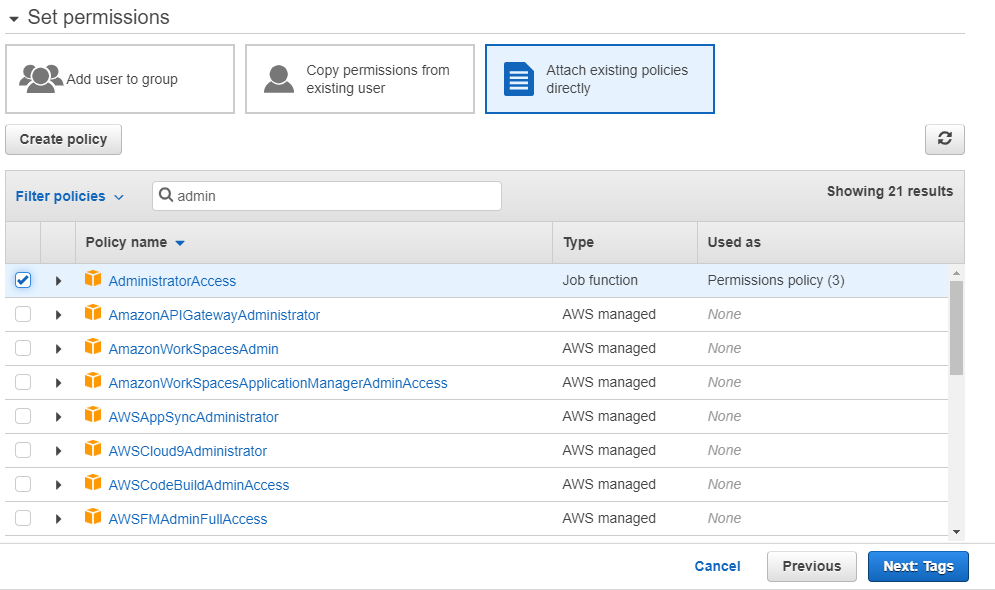 Set permissions
Add user to group
Copy permissions from
existing user
Attach existing policies
directly
Create policy
Filter policies
admin
Showing 21 results
Policy name Type Used as
AdministratorAccess Job function Permissions policy (3)
AmazonAPIGatewayAdministrator AWS managed None
AmazonWorkSpacesAdmin AWS managed None
AmazonWorkSpacesApplicationManagerAdminAccess AWS managed None
AWSAppSyncAdministrator AWS managed None
AWSCloud9Administrator AWS managed None
AWSCodeBuildAdminAccess AWS managed None
AWSFMAdminFullAccess AWS managed None
Cancel Previous Next: Tags